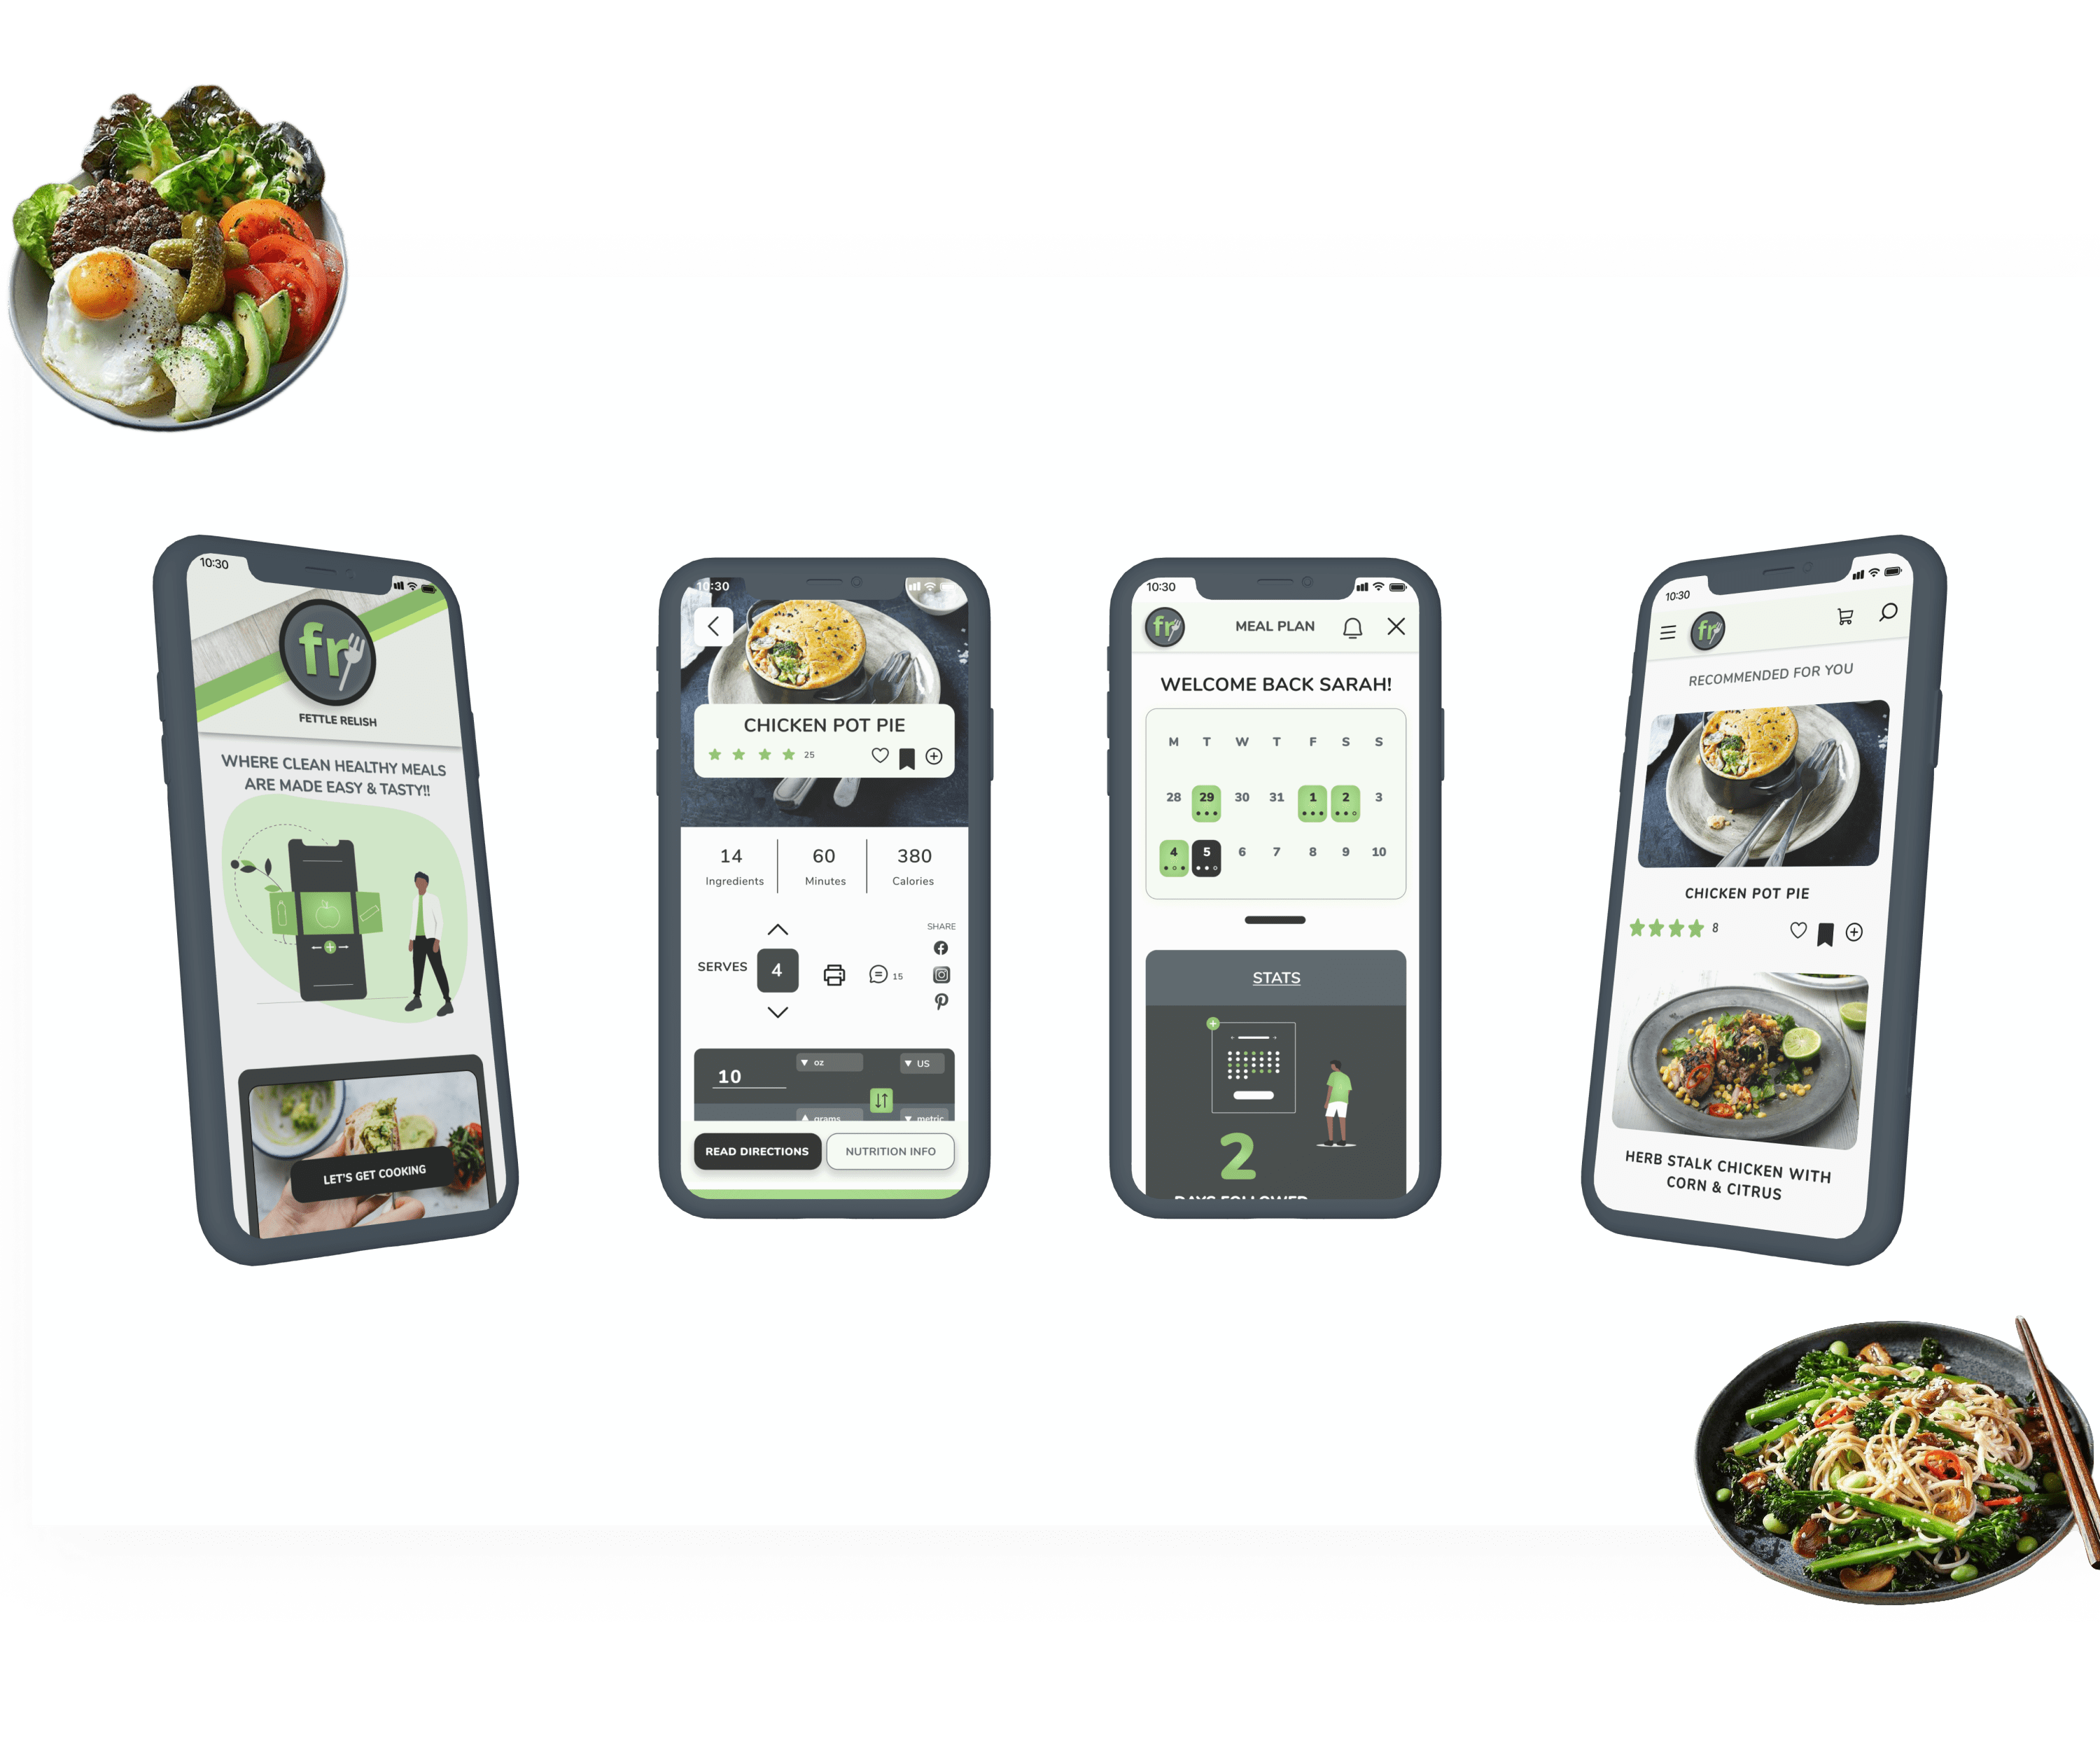 10:30
fr
FETTLE RELISH
WHERE CLEAN HEALTHY MEALS
ARE MADE EASY & TASTY!!
LET'S GET COOKING
10:30
CHICKEN POT PIE
25
14 60 380
Ingredients Minutes Calories
SHARE
SERVES 4
15
10 oz US
grams metric
READ DIRECTIONS NUTRITION INFO
10:30
fr MEAL PLAN
WELCOME BACK SARAH!
M T W T F S S
28 29 30 31 1 2 3
4 5 6 7 8 9 10
STATS
2
DAYS FOLLOWED
10:30
fr
RECOMMENDED FOR YOU
CHICKEN POT PIE
8
HERB STALK CHICKEN WITH
CORN & CITRUS